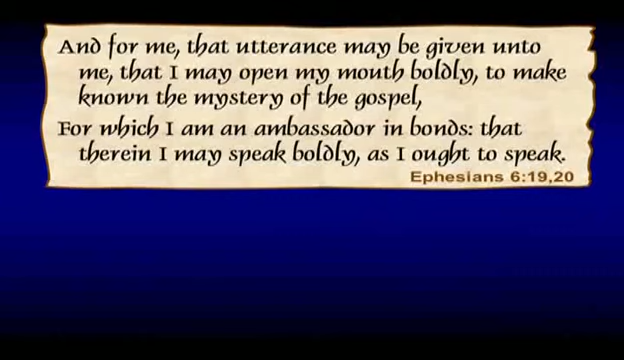 And for me, that utterance may be given unto
me, that I may open my mouth boldly, to make
known the mystery of the gospel,
For which I am an ambassador in bonds: that
therein I may speak boldly, as I ought to speak.
Ephesians 6:19,20